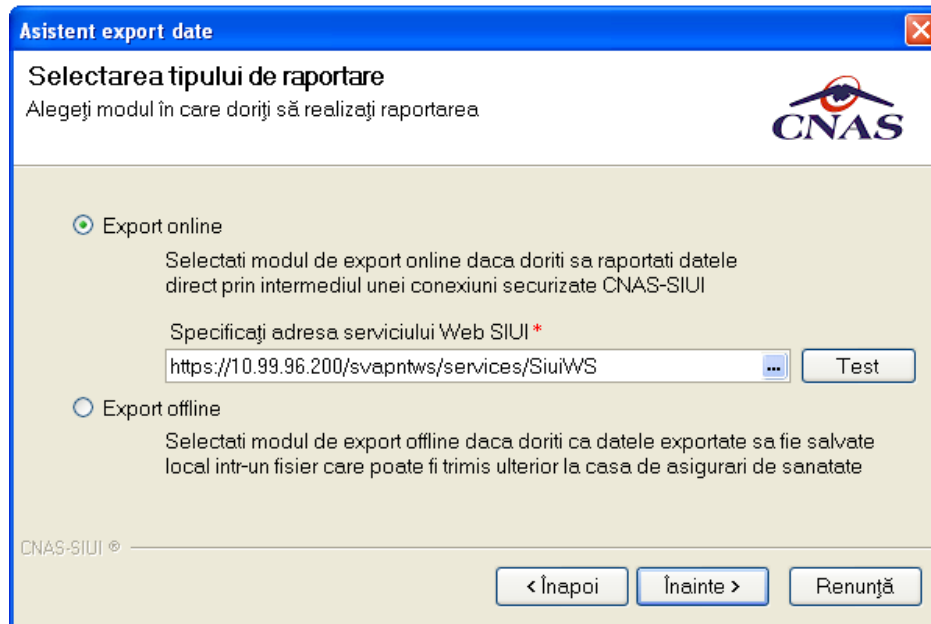 Asistent export date
Selectarea tipului de raportare
Alegeţi modul în care doriţi să realizaţi raportarea
CNAS
Export online
Selectati modul de export online daca doriti sa raportati datele
direct prin intermediul unei conexiuni securizate CNAS-SIUI
Specificaţi adresa serviciului Web SIUI *
https://10.99.96.200/svapntws/services/SiuiWS ... Test
Export offline
Selectati modul de export offline daca doriti ca datele exportate sa fie salvate
local intr-un fisier care poate fi trimis ulterior la casa de asigurari de sanatate
CNAS-SIUI ®
< Înapoi Înainte > Renunţă